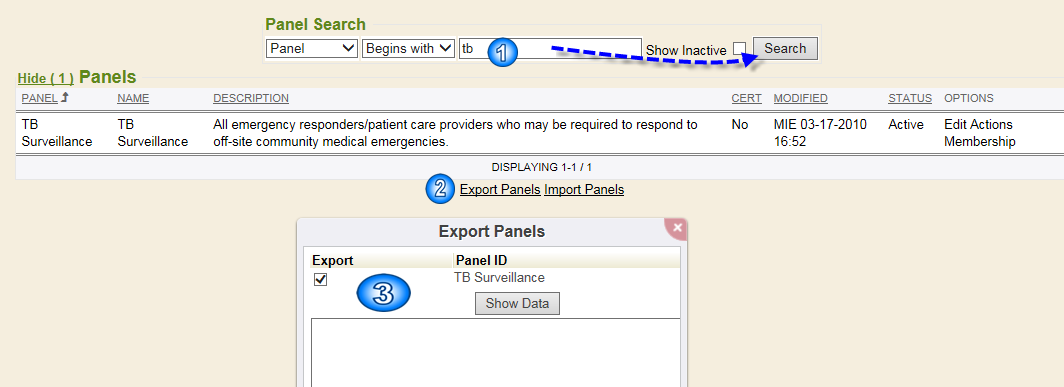 Panel Search
Panel Begins with tb 1 Show Inactive Search
Hide ( 1 ) Panels
PANEL NAME DESCRIPTION CERT MODIFIED STATUS OPTIONS
TB TB All emergency responders/patient care providers who may be required to respond to No MIE 03-17-2010 Active Edit Actions
Surveillance Surveillance off-site community medical emergencies. 16:52 Membership
DISPLAYING 1-1 / 1
2 Export Panels Import Panels
Export Panels
Export Panel ID
TB Surveillance
3
Show Data